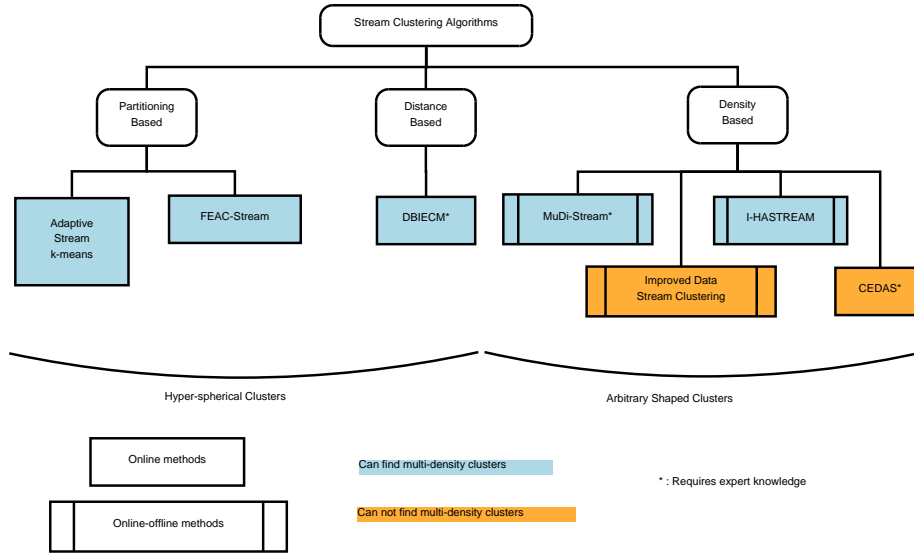 Stream Clustering Algorithms
Partitioning
Based
Distance
Based
Density
Based
Adaptive
Stream
k-means
FEAC-Stream
DBIECM*
MuDi-Stream*
I-HASTREAM
Improved Data
Stream Clustering
CEDAS*
Hyper-spherical Clusters
Arbitrary Shaped Clusters
Online methods
Can find multi-density clusters
* : Requires expert knowledge
Online-offline methods
Can not find multi-density clusters